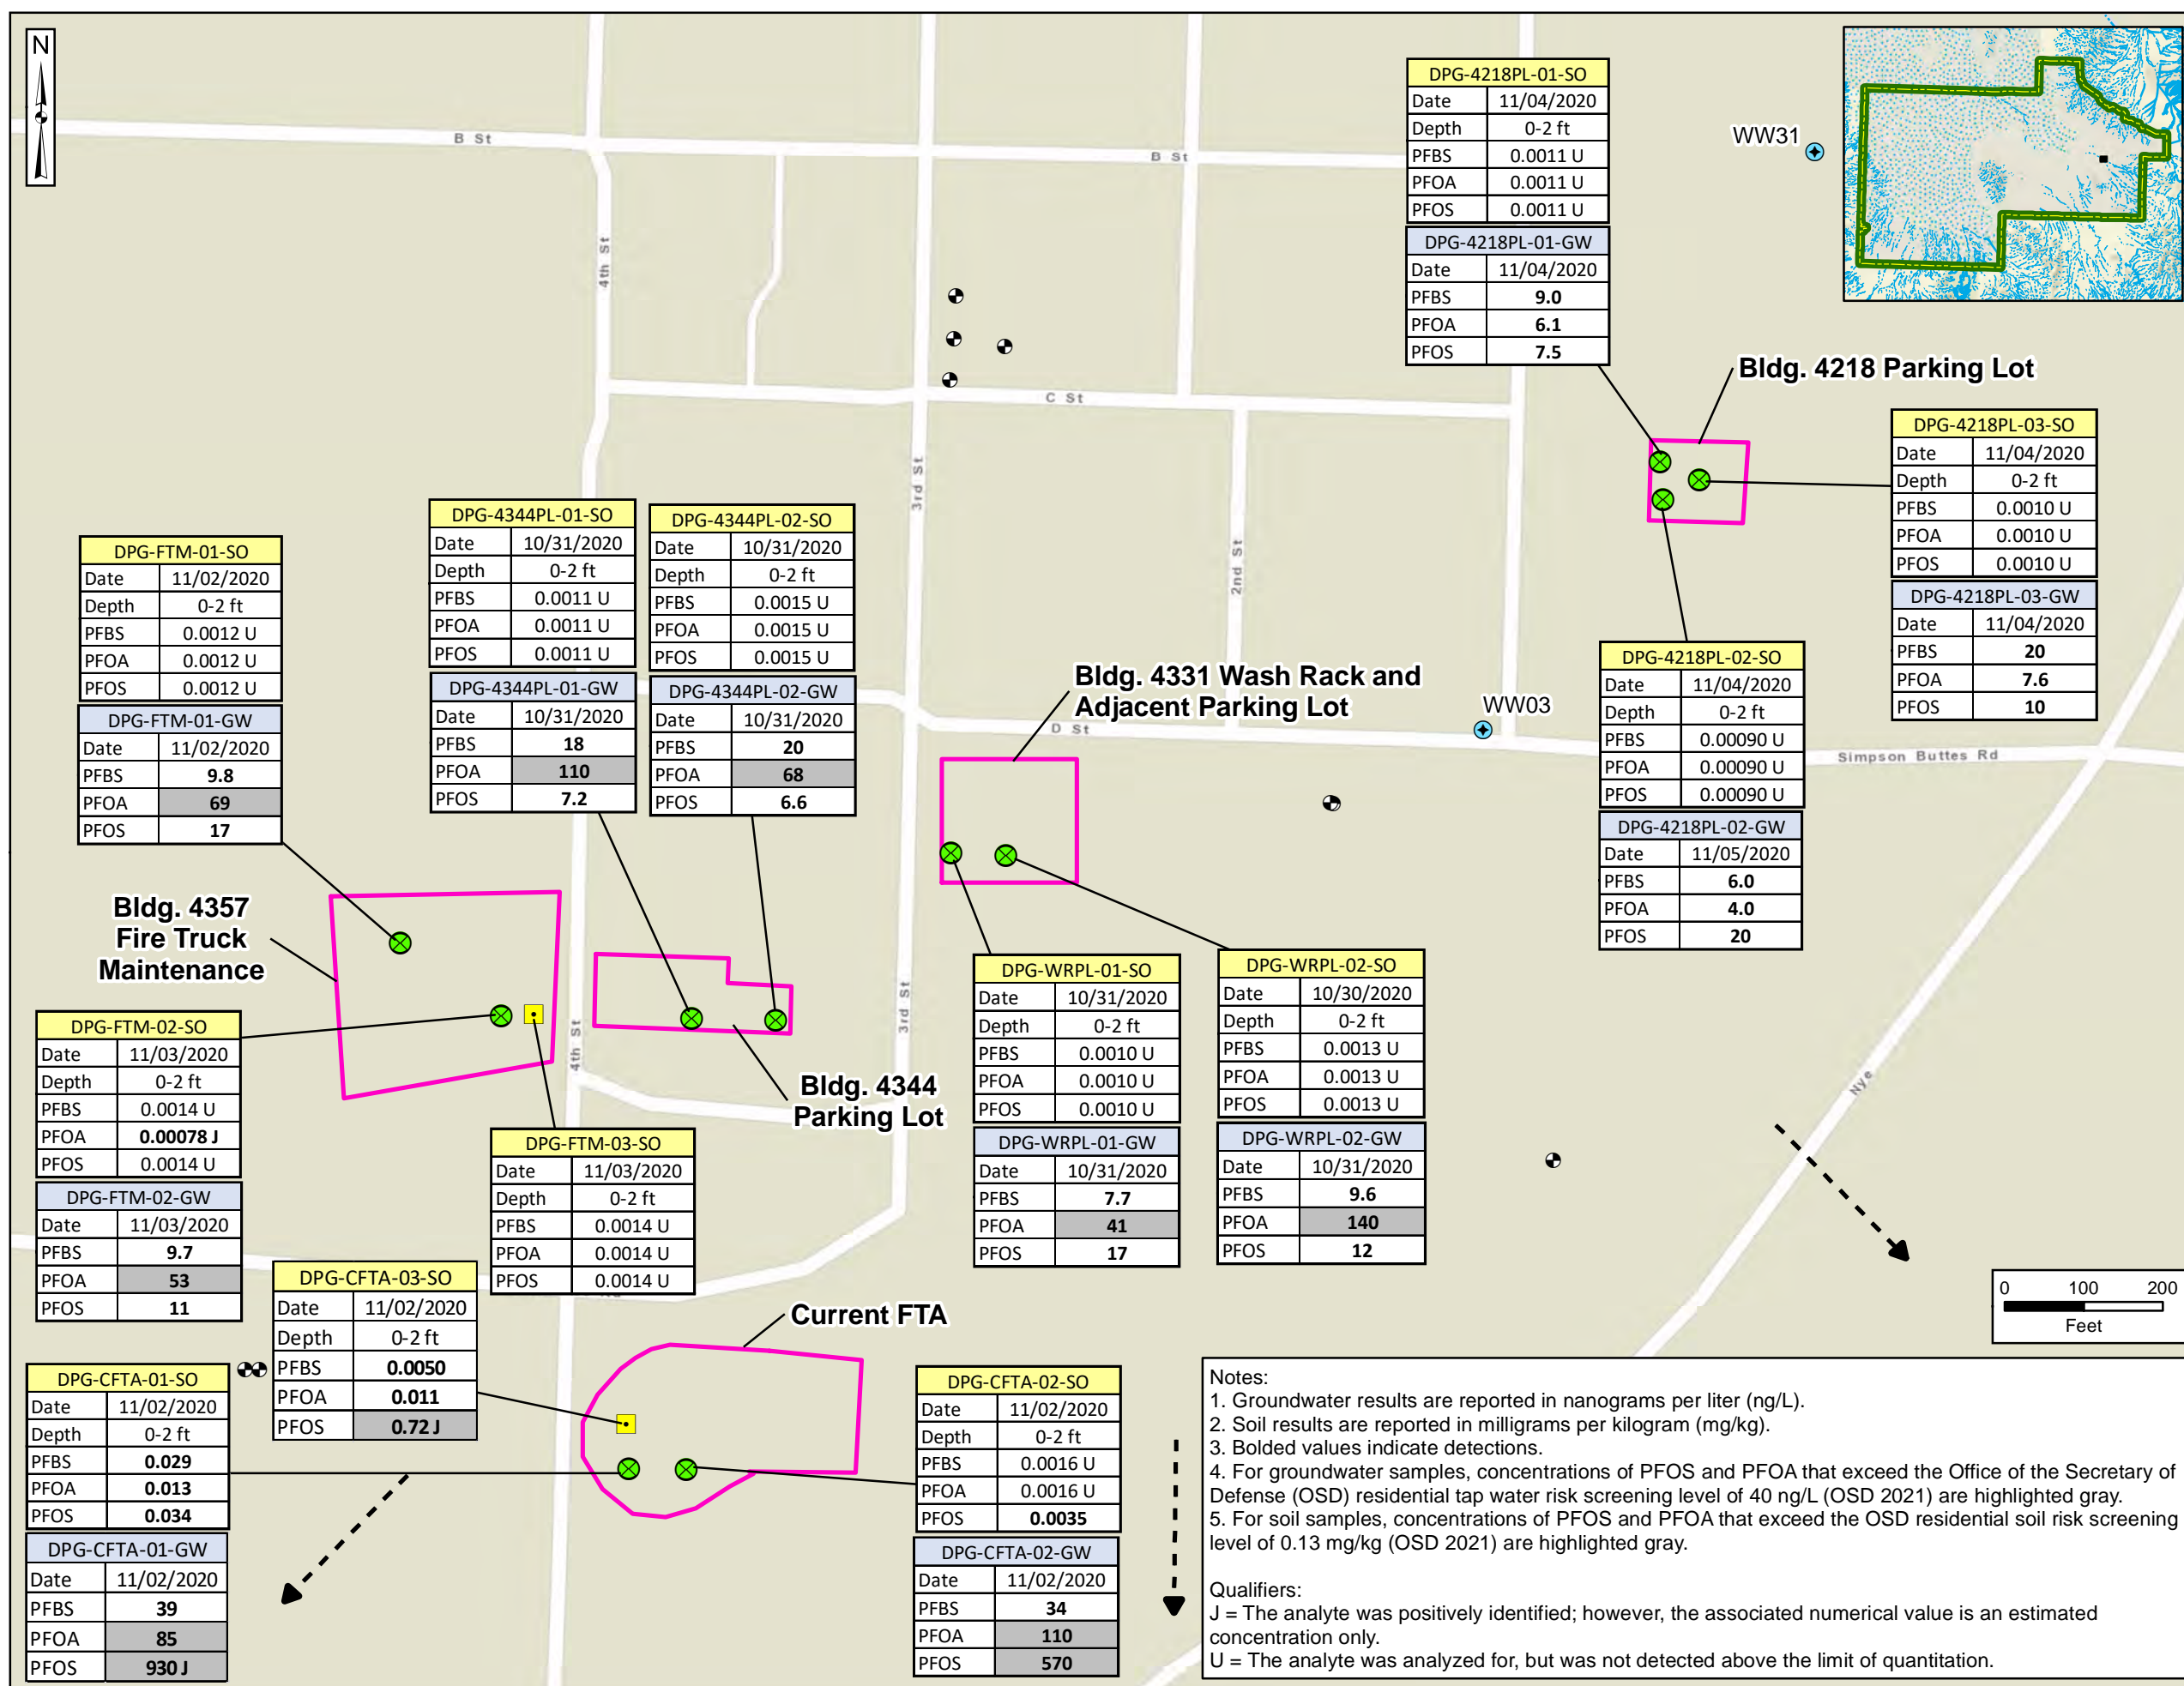 N
B St
B St
4th St
3rd St
C St
2nd St
WW31
DPG-4218PL-01-SO
Date 11/04/2020
Depth 0-2 ft
PFBS 0.0011 U
PFOA 0.0011 U
PFOS 0.0011 U
DPG-4218PL-01-GW
Date 11/04/2020
PFBS 9.0
PFOA 6.1
PFOS 7.5
Bldg. 4218 Parking Lot
DPG-4218PL-03-SO
Date 11/04/2020
Depth 0-2 ft
PFBS 0.0010 U
PFOA 0.0010 U
PFOS 0.0010 U
DPG-4218PL-03-GW
Date 11/04/2020
PFBS 20
PFOA 7.6
PFOS 10
DPG-4218PL-02-SO
Date 11/04/2020
Depth 0-2 ft
PFBS 0.00090 U
PFOA 0.00090 U
PFOS 0.00090 U
DPG-4218PL-02-GW
Date 11/05/2020
PFBS 6.0
PFOA 4.0
PFOS 20
DPG-FTM-01-SO
Date 11/02/2020
Depth 0-2 ft
PFBS 0.0012 U
PFOA 0.0012 U
PFOS 0.0012 U
DPG-FTM-01-GW
Date 11/02/2020
PFBS 9.8
PFOA 69
PFOS 17
DPG-4344PL-01-SO
Date 10/31/2020
Depth 0-2 ft
PFBS 0.0011 U
PFOA 0.0011 U
PFOS 0.0011 U
DPG-4344PL-01-GW
Date 10/31/2020
PFBS 18
PFOA 110
PFOS 7.2
DPG-4344PL-02-SO
Date 10/31/2020
Depth 0-2 ft
PFBS 0.0015 U
PFOA 0.0015 U
PFOS 0.0015 U
DPG-4344PL-02-GW
Date 10/31/2020
PFBS 20
PFOA 68
PFOS 6.6
Bldg. 4331 Wash Rack and
Adjacent Parking Lot
WW03
D St
Simpson Buttes Rd
Bldg. 4357
Fire Truck
Maintenance
4th St
3rd St
Bldg. 4344
Parking Lot
Nye
DPG-FTM-02-SO
Date 11/03/2020
Depth 0-2 ft
PFBS 0.0014 U
PFOA 0.00078 J
PFOS 0.0014 U
DPG-FTM-02-GW
Date 11/03/2020
PFBS 9.7
PFOA 53
PFOS 11
DPG-FTM-03-SO
Date 11/03/2020
Depth 0-2 ft
PFBS 0.0014 U
PFOA 0.0014 U
PFOS 0.0014 U
DPG-WRPL-01-SO
Date 10/31/2020
Depth 0-2 ft
PFBS 0.0010 U
PFOA 0.0010 U
PFOS 0.0010 U
DPG-WRPL-01-GW
Date 10/31/2020
PFBS 7.7
PFOA 41
PFOS 17
DPG-WRPL-02-SO
Date 10/30/2020
Depth 0-2 ft
PFBS 0.0013 U
PFOA 0.0013 U
PFOS 0.0013 U
DPG-WRPL-02-GW
Date 10/31/2020
PFBS 9.6
PFOA 140
PFOS 12
DPG-CFTA-03-SO
Date 11/02/2020
Depth 0-2 ft
PFBS 0.0050
PFOA 0.011
PFOS 0.72 J
Current FTA
DPG-CFTA-01-SO
Date 11/02/2020
Depth 0-2 ft
PFBS 0.029
PFOA 0.013
PFOS 0.034
DPG-CFTA-01-GW
Date 11/02/2020
PFBS 39
PFOA 85
PFOS 930 J
DPG-CFTA-02-SO
Date 11/02/2020
Depth 0-2 ft
PFBS 0.0016 U
PFOA 0.0016 U
PFOS 0.0035
DPG-CFTA-02-GW
Date 11/02/2020
PFBS 34
PFOA 110
PFOS 570
0 100 200
Feet
Notes:
1. Groundwater results are reported in nanograms per liter (ng/L).
2. Soil results are reported in milligrams per kilogram (mg/kg).
3. Bolded values indicate detections.
4. For groundwater samples, concentrations of PFOS and PFOA that exceed the Office of the Secretary of
Defense (OSD) residential tap water risk screening level of 40 ng/L (OSD 2021) are highlighted gray.
5. For soil samples, concentrations of PFOS and PFOA that exceed the OSD residential soil risk screening
level of 0.13 mg/kg (OSD 2021) are highlighted gray.
Qualifiers:
J = The analyte was positively identified; however, the associated numerical value is an estimated
concentration only.
U = The analyte was analyzed for, but was not detected above the limit of quantitation.